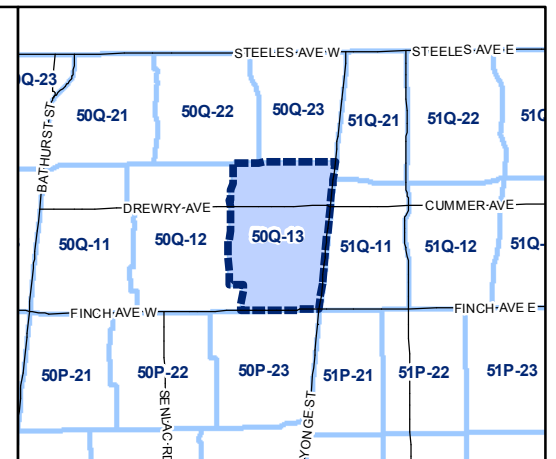 STEELES AVE W
STEELES AVE E
Q-23
50Q-21
50Q-22
50Q-23
51Q-21
51Q-22
51Q
BATHURST ST
DREWRY AVE
CUMMER AVE
50Q-11
50Q-12
50Q-13
51Q-11
51Q-12
51Q-
FINCH AVE W
FINCH AVE E
50P-21
50P-22
50P-23
51P-21
51P-22
51P-23
SENLAC RD
YONGE ST